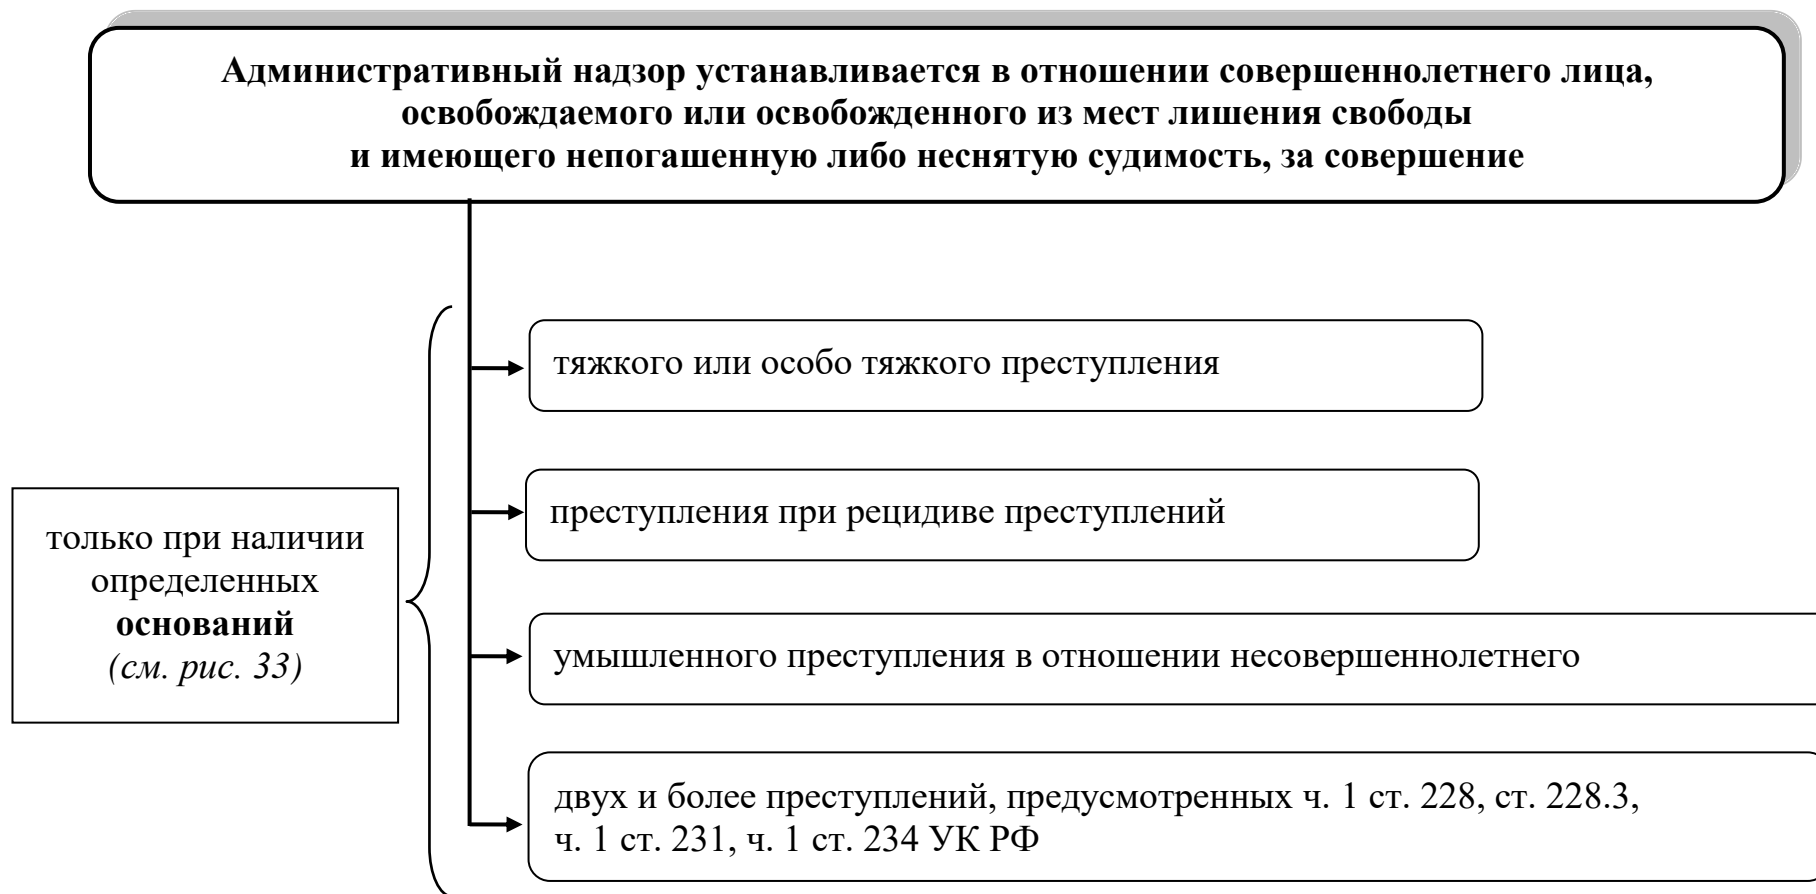 Административный надзор устанавливается в отношении совершеннолетнего лица,
освобождаемого или освобожденного из мест лишения свободы
и имеющего непогашенную либо неснятую судимость, за совершение
тяжкого или особо тяжкого преступления
преступления при рецидиве преступлений
только при наличии
определенных
оснований
(см. рис. 33)
умышленного преступления в отношении несовершеннолетнего
двух и более преступлений, предусмотренных ч. 1 ст. 228, ст. 228.3,
ч. 1 ст. 231, ч. 1 ст. 234 УК РФ